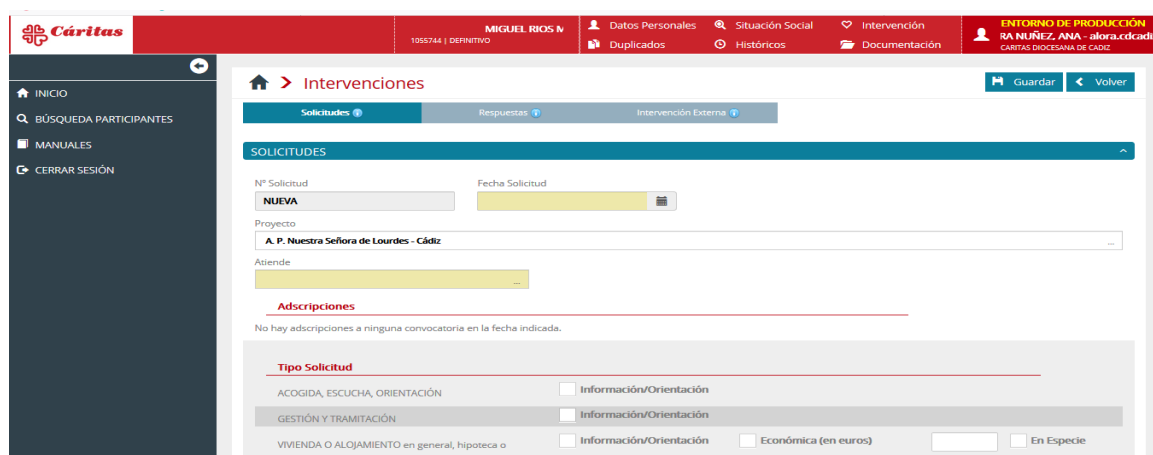 Cáritas
MIGUEL RIOS M
1055744 | DEFINITIVO
Datos Personales Situación Social Intervención
Duplicados Históricos Documentación
ENTORNO DE PRODUCCIÓN
RA NUÑEZ, ANA - alora.cdcadi
CARITAS DIOCESANA DE CADIZ
INICIO
BÚSQUEDA PARTICIPANTES
MANUALES
CERRAR SESIÓN
Intervenciones
Guardar Volver
Solicitudes Respuestas Intervención Externa
SOLICITUDES
Nº Solicitud Fecha Solicitud
NUEVA
Proyecto
A. P. Nuestra Señora de Lourdes - Cádiz ...
Atiende
...
Adscripciones
No hay adscripciones a ninguna convocatoria en la fecha indicada.
Tipo Solicitud
ACOGIDA, ESCUCHA, ORIENTACIÓN Información/Orientación
GESTIÓN Y TRAMITACIÓN Información/Orientación
VIVIENDA O ALOJAMIENTO en general, hipoteca o Información/Orientación Económica (en euros) En Especie